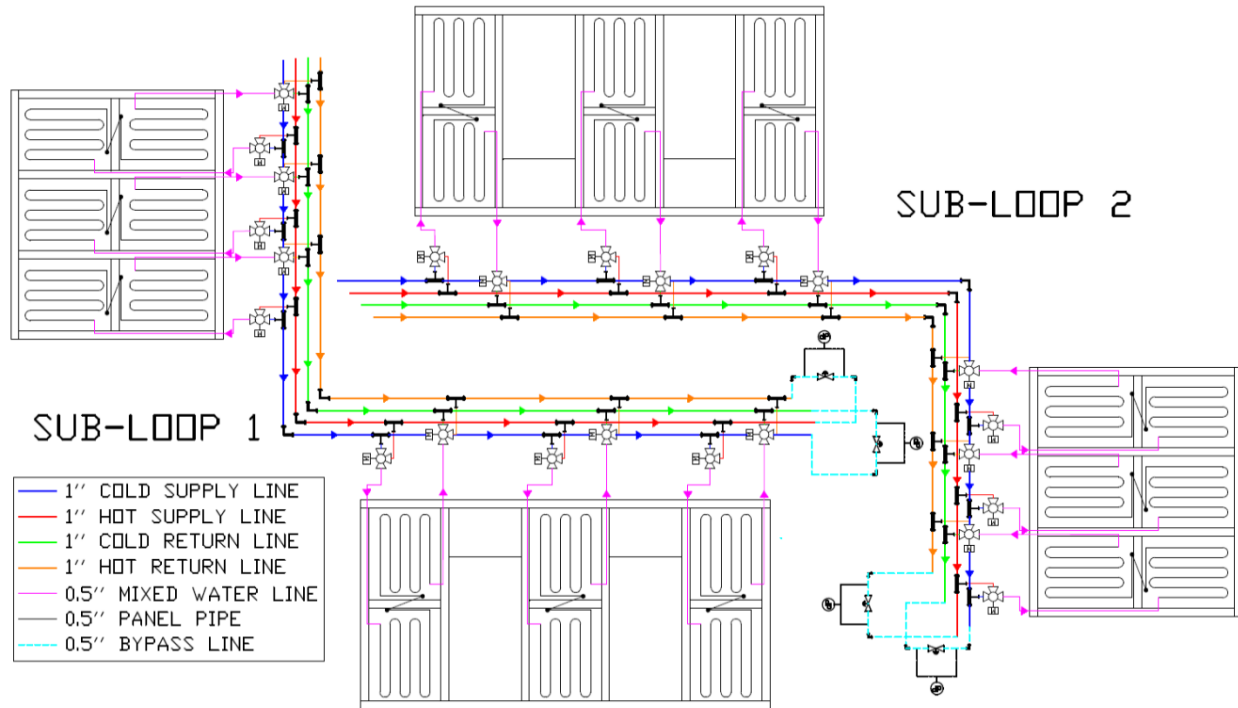 SUB-LOOP 2
SUB-LOOP 1
1'' COLD SUPPLY LINE
1'' HOT SUPPLY LINE
1'' COLD RETURN LINE
1'' HOT RETURN LINE
0.5'' MIXED WATER LINE
0.5'' PANEL PIPE
0.5'' BYPASS LINE